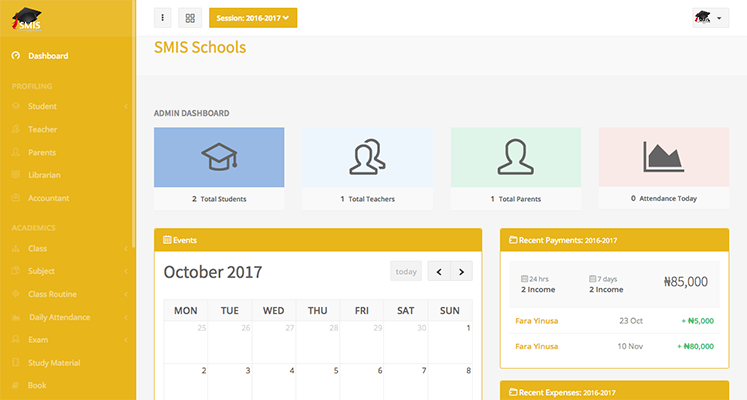 SMIS
Session: 2016-2017
SMIS Schools
Dashboard
PROFILING
Student
Teacher
Parents
Librarian
Accountant
ACADEMICS
Class
Subject
Class Routine
Daily Attendance
Exam
Study Material
Book
ADMIN DASHBOARD
2 Total Students
1 Total Teachers
1 Total Parents
0 Attendance Today
Events
October 2017
today
MON TUE WED THU FRI SAT SUN
25 26 27 28 29 30 1
2 3 4 5 6 7 8
Recent Payments: 2016-2017
24 hrs 7 days ₦85,000
2 Income 2 Income
Fara Yinusa 23 Oct + ₦5,000
Fara Yinusa 10 Nov + ₦80,000
Recent Expenses: 2016-2017